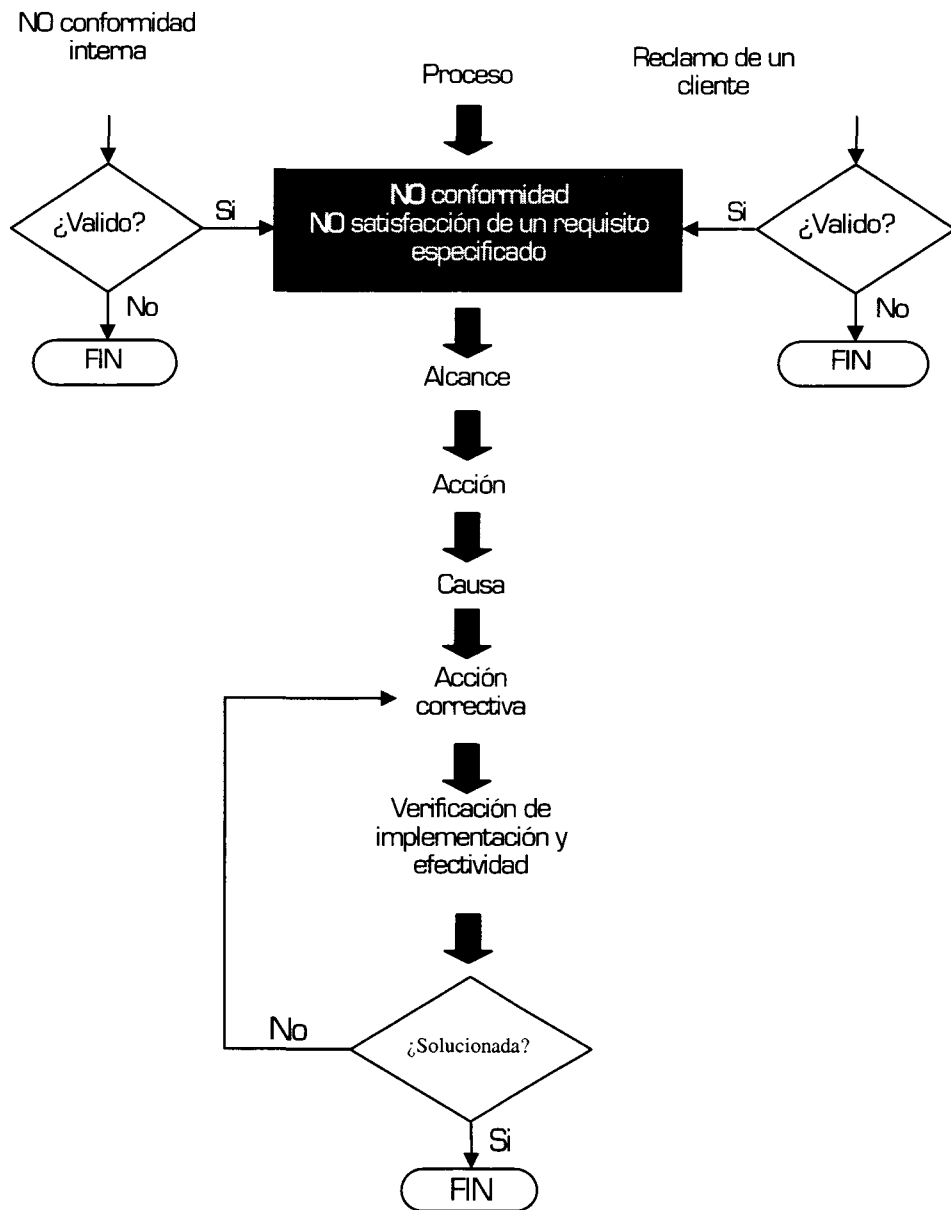 NO conformidad
interna
Proceso
Reclamo de un
cliente
¿Valido?
Si
NO conformidad
NO satisfacción de un requisito
especificado
Si
¿Valido?
No
FIN
No
FIN
Alcance
Acción
Causa
Acción
correctiva
Verificación de
implementación y
efectividad
¿Solucionada?
No
Si
FIN